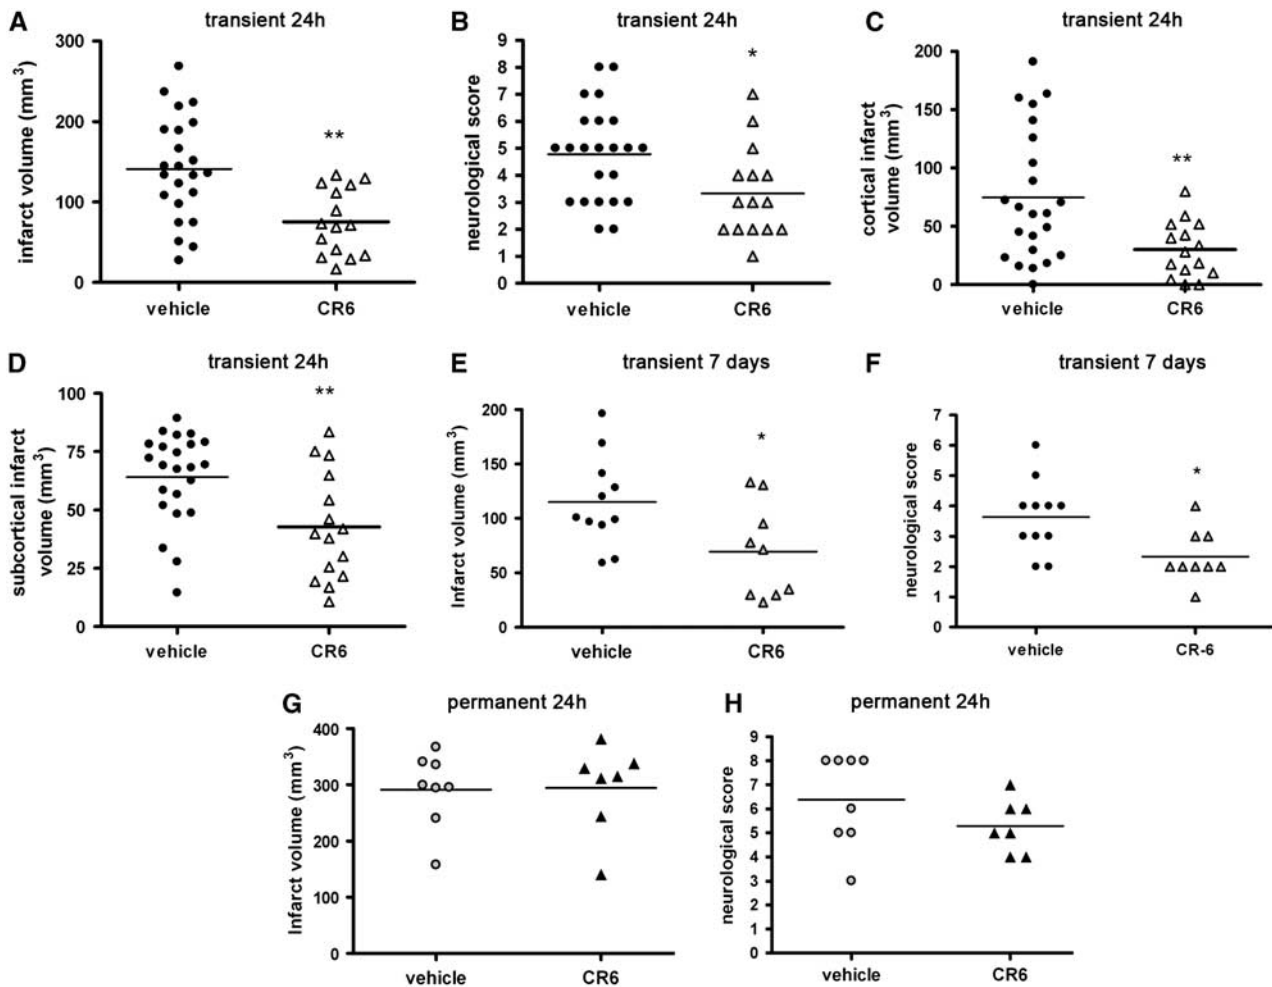 A
transient 24h
infarct volume (mm³)
300
200
100
0
**
vehicle
CR6
B
transient 24h
neurological score
9
8
7
6
5
4
3
2
1
0
*
vehicle
CR6
C
transient 24h
cortical infarct
volume (mm³)
200
150
100
50
0
**
vehicle
CR6
D
transient 24h
subcortical infarct
volume (mm³)
100
75
50
25
0
**
vehicle
CR6
E
transient 7 days
Infarct volume (mm³)
200
150
100
50
0
*
vehicle
CR6
F
transient 7 days
neurological score
7
6
5
4
3
2
1
0
*
vehicle
CR-6
G
permanent 24h
Infarct volume (mm³)
400
300
200
100
0
vehicle
CR6
H
permanent 24h
neurological score
9
8
7
6
5
4
3
2
1
0
vehicle
CR6